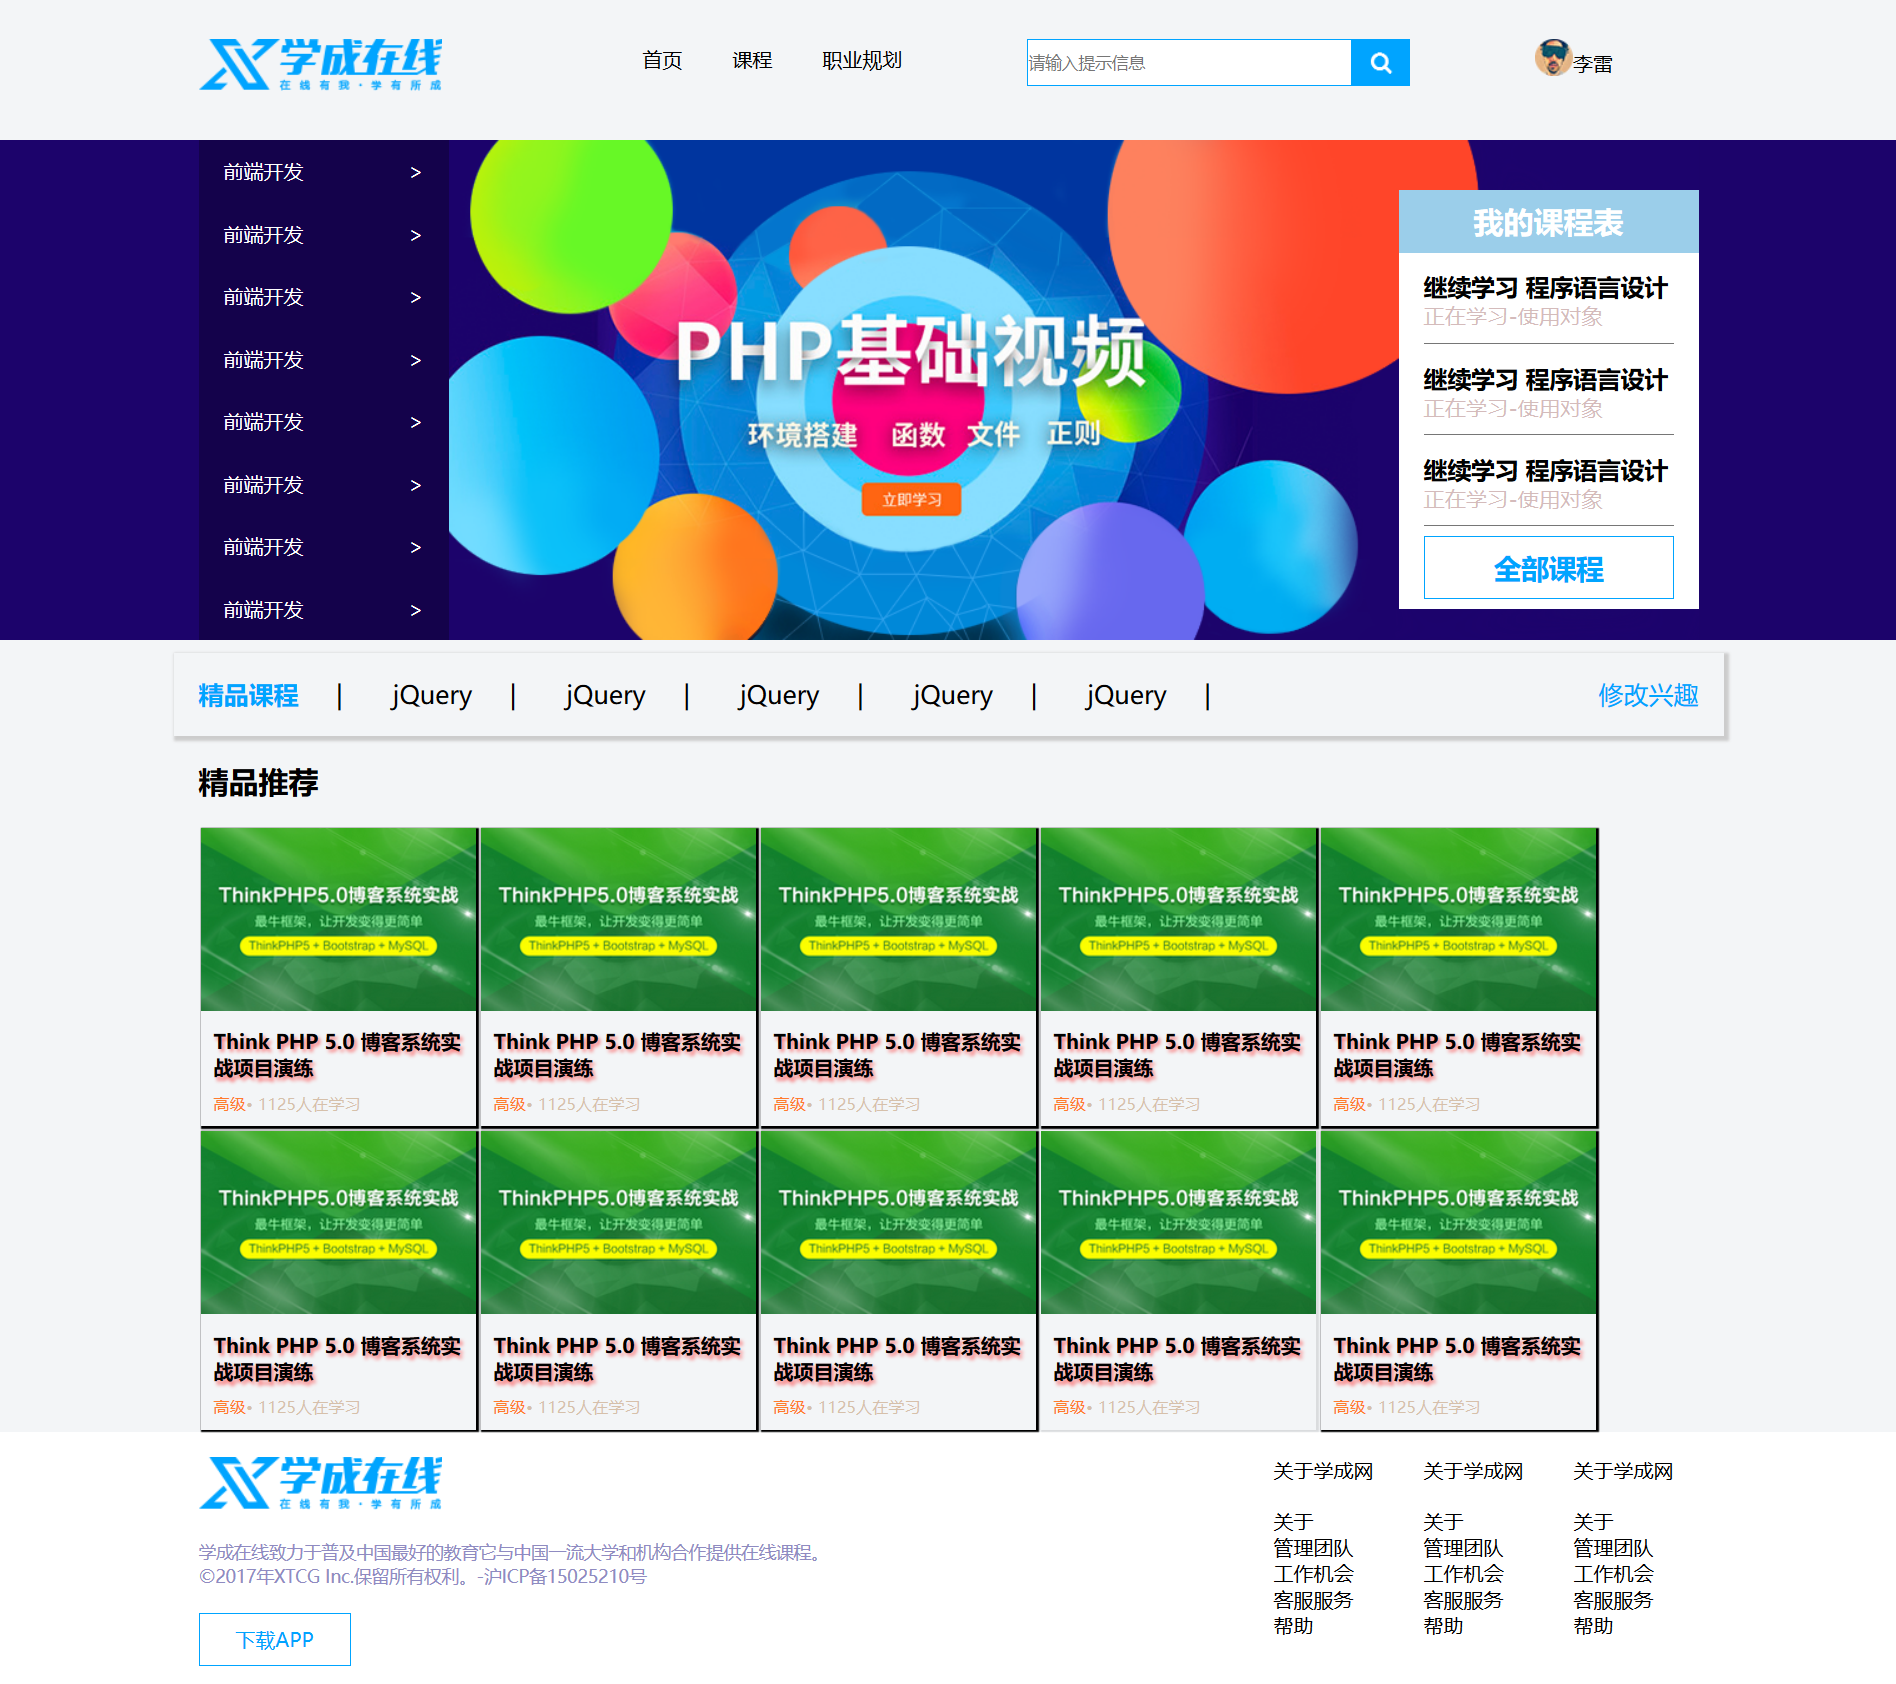 学成在线
在线有我·学有所成
首页 课程 职业规划
请输入提示信息
李雷
前端开发 >
前端开发 >
前端开发 >
前端开发 >
前端开发 >
前端开发 >
前端开发 >
前端开发 >
PHP基础视频
环境搭建 函数 文件 正则
立即学习
我的课程表
继续学习 程序语言设计
正在学习-使用对象
继续学习 程序语言设计
正在学习-使用对象
继续学习 程序语言设计
正在学习-使用对象
全部课程
精品课程 | jQuery | jQuery | jQuery | jQuery | jQuery | 修改兴趣
精品推荐
ThinkPHP5.0博客系统实战 ThinkPHP5.0博客系统实战 ThinkPHP5.0博客系统实战 ThinkPHP5.0博客系统实战 ThinkPHP5.0博客系统实战
最牛框架，让开发变得更简单 最牛框架，让开发变得更简单 最牛框架，让开发变得更简单 最牛框架，让开发变得更简单 最牛框架，让开发变得更简单
ThinkPHP5 + Bootstrap + MySQL ThinkPHP5 + Bootstrap + MySQL ThinkPHP5 + Bootstrap + MySQL ThinkPHP5 + Bootstrap + MySQL ThinkPHP5 + Bootstrap + MySQL
Think PHP 5.0 博客系统实 Think PHP 5.0 博客系统实 Think PHP 5.0 博客系统实 Think PHP 5.0 博客系统实 Think PHP 5.0 博客系统实
战项目演练 战项目演练 战项目演练 战项目演练 战项目演练
高级• 1125人在学习 高级• 1125人在学习 高级• 1125人在学习 高级• 1125人在学习 高级• 1125人在学习
ThinkPHP5.0博客系统实战 ThinkPHP5.0博客系统实战 ThinkPHP5.0博客系统实战 ThinkPHP5.0博客系统实战 ThinkPHP5.0博客系统实战
最牛框架，让开发变得更简单 最牛框架，让开发变得更简单 最牛框架，让开发变得更简单 最牛框架，让开发变得更简单 最牛框架，让开发变得更简单
ThinkPHP5 + Bootstrap + MySQL ThinkPHP5 + Bootstrap + MySQL ThinkPHP5 + Bootstrap + MySQL ThinkPHP5 + Bootstrap + MySQL ThinkPHP5 + Bootstrap + MySQL
Think PHP 5.0 博客系统实 Think PHP 5.0 博客系统实 Think PHP 5.0 博客系统实 Think PHP 5.0 博客系统实 Think PHP 5.0 博客系统实
战项目演练 战项目演练 战项目演练 战项目演练 战项目演练
高级• 1125人在学习 高级• 1125人在学习 高级• 1125人在学习 高级• 1125人在学习 高级• 1125人在学习
学成在线
在线有我·学有所成
学成在线致力于普及中国最好的教育它与中国一流大学和机构合作提供在线课程。
©2017年XTCG Inc.保留所有权利。-沪ICP备15025210号
下载APP
关于学成网 关于学成网 关于学成网
关于 关于 关于
管理团队 管理团队 管理团队
工作机会 工作机会 工作机会
客服服务 客服服务 客服服务
帮助 帮助 帮助